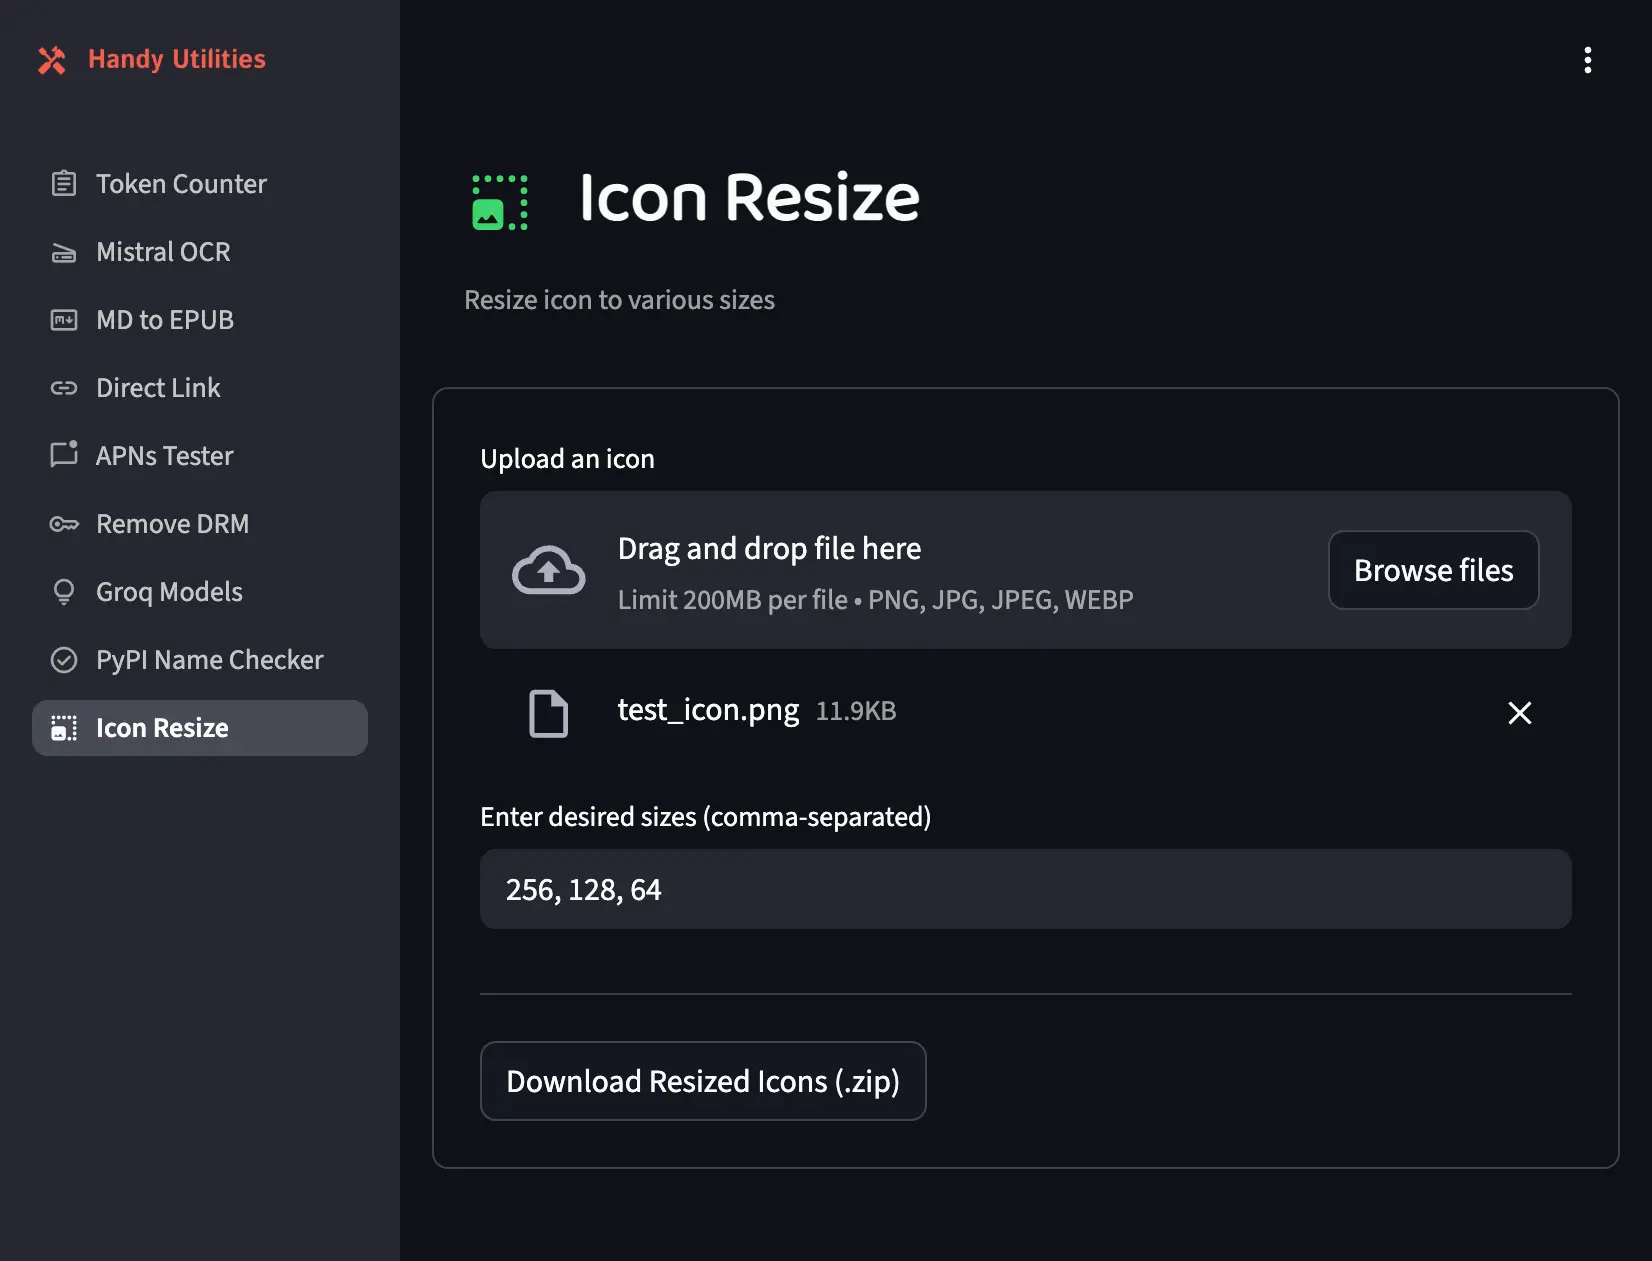 Handy Utilities
Token Counter
Mistral OCR
MD to EPUB
Direct Link
APNs Tester
Remove DRM
Groq Models
PyPI Name Checker
Icon Resize
Icon Resize
Resize icon to various sizes
Upload an icon
Drag and drop file here
Limit 200MB per file • PNG, JPG, JPEG, WEBP
Browse files
test_icon.png 11.9KB
Enter desired sizes (comma-separated)
256, 128, 64
Download Resized Icons (.zip)